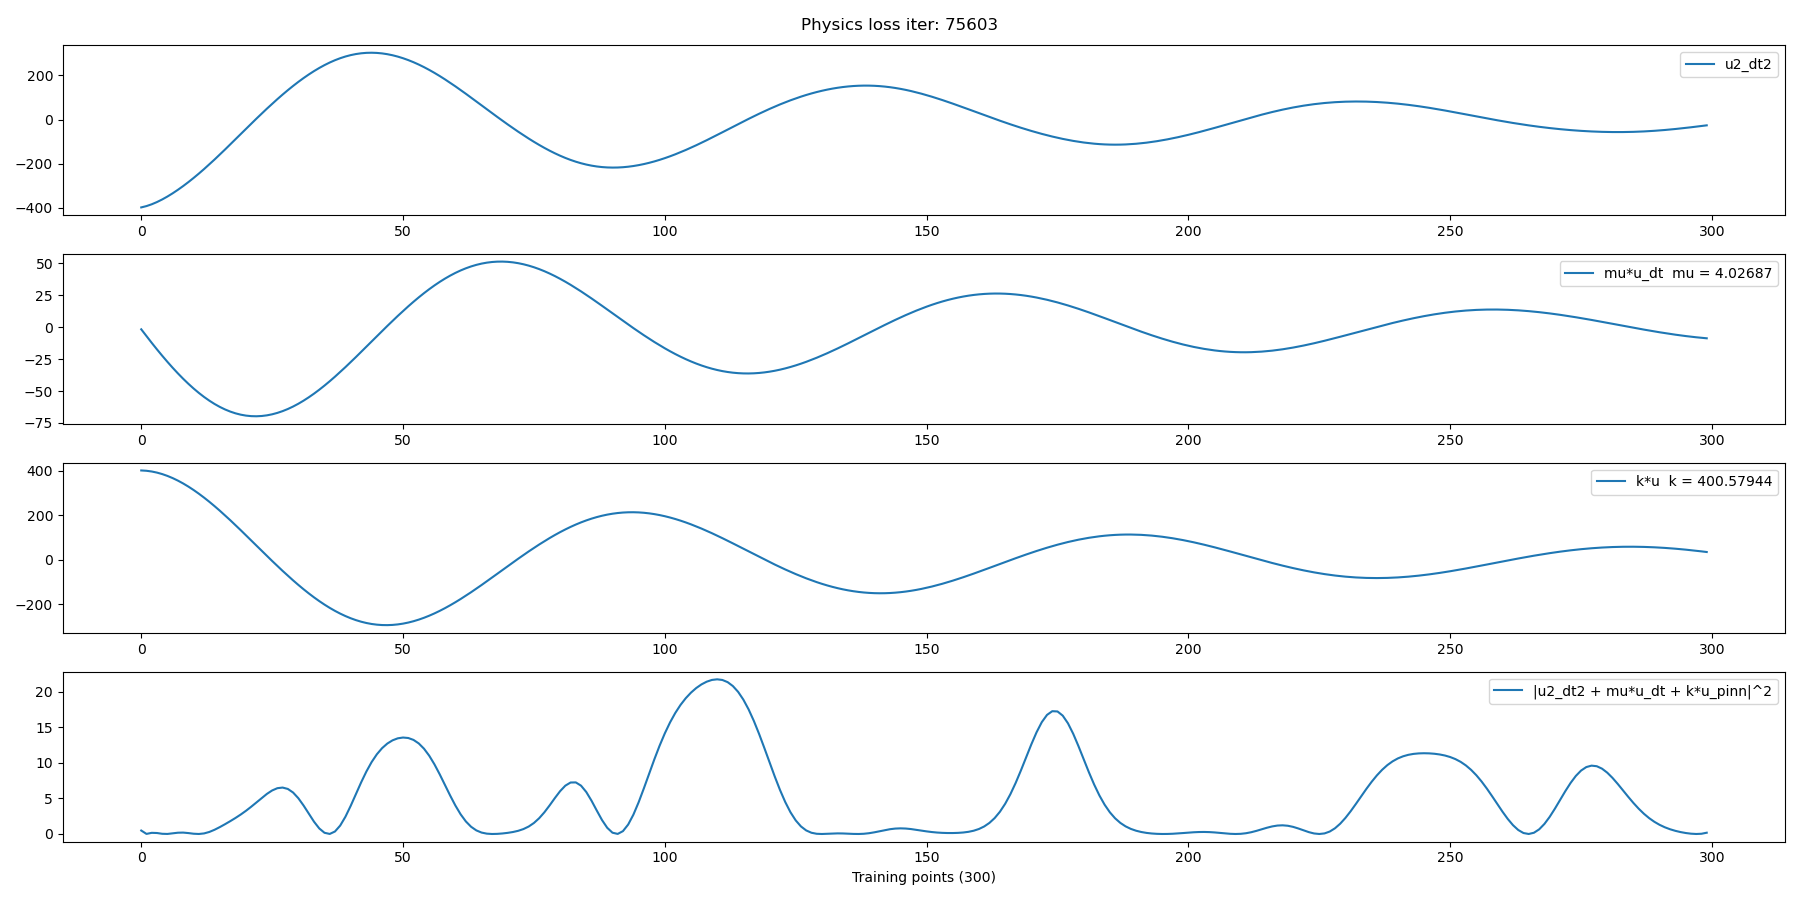 Physics loss iter: 75603
u2_dt2
200
0
−200
−400
0 50 100 150 200 250 300
mu*u_dt  mu = 4.02687
50
25
0
−25
−50
−75
0 50 100 150 200 250 300
k*u  k = 400.57944
400
200
0
−200
0 50 100 150 200 250 300
|u2_dt2 + mu*u_dt + k*u_pinn|^2
20
15
10
5
0
0 50 100 150 200 250 300
Training points (300)